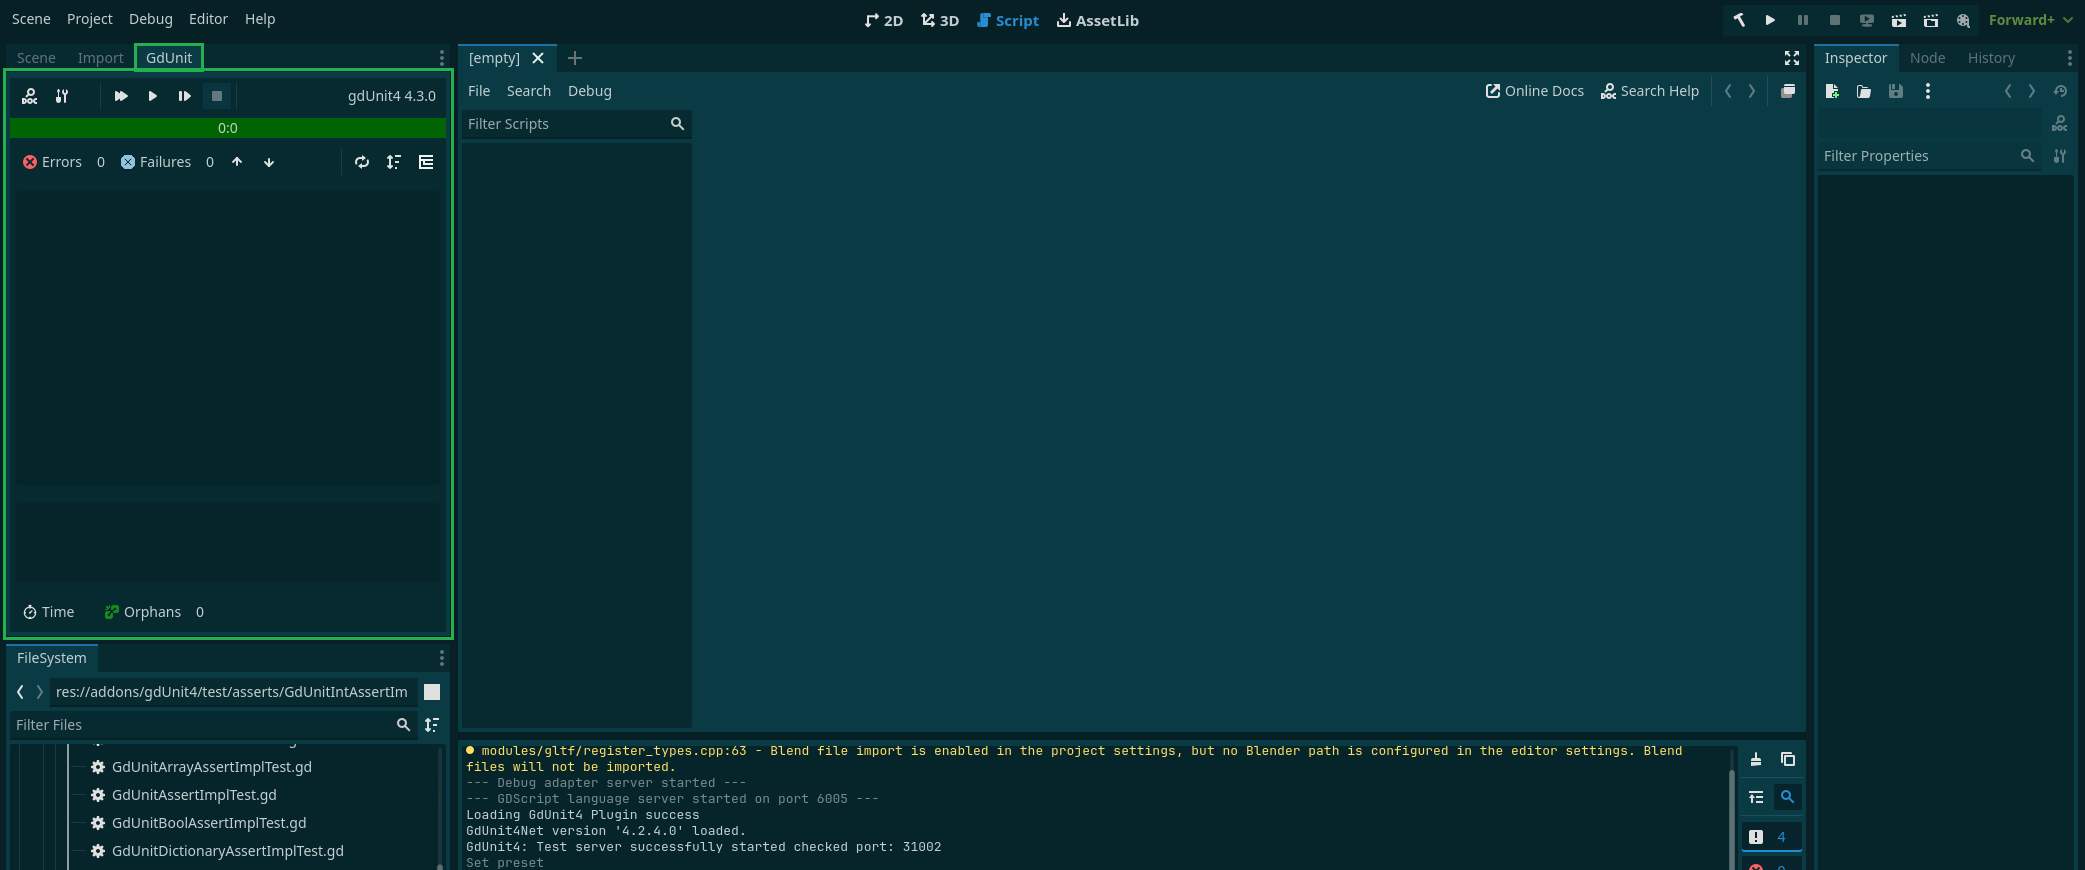 Scene Project Debug Editor Help
2D 3D Script AssetLib
Forward+
Scene Import GdUnit
DOC
gdUnit4 4.3.0
0:0
Errors 0 Failures 0
Time Orphans 0
FileSystem
res://addons/gdUnit4/test/asserts/GdUnitIntAssertIm
Filter Files
GdUnitArrayAssertImplTest.gd
GdUnitAssertImplTest.gd
GdUnitBoolAssertImplTest.gd
GdUnitDictionaryAssertImplTest.gd
[empty]
File Search Debug
Online Docs DOC Search Help
Filter Scripts
modules/gltf/register_types.cpp:63 - Blend file import is enabled in the project settings, but no Blender path is configured in the editor settings. Blend
files will not be imported.
--- Debug adapter server started ---
--- GDScript language server started on port 6005 ---
Loading GdUnit4 Plugin success
GdUnit4Net version '4.2.4.0' loaded.
GdUnit4: Test server successfully started checked port: 31002
Set preset
4
Inspector Node History
DOC
Filter Properties